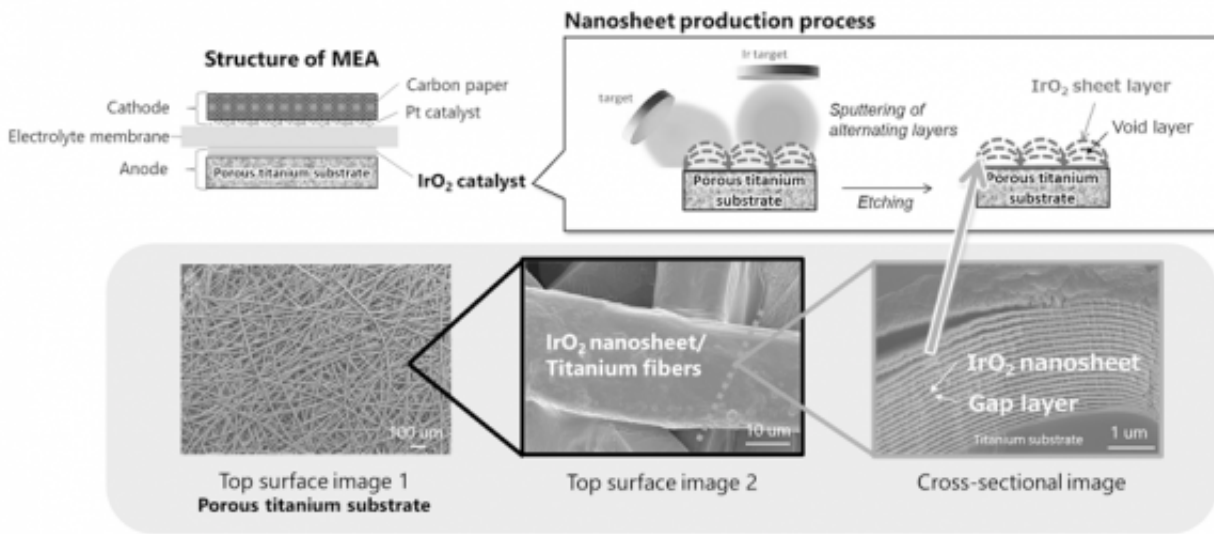 Nanosheet production process
Structure of MEA
Cathode
Carbon paper
Pt catalyst
Electrolyte membrane
Anode
Porous titanium substrate
IrO₂ catalyst
target
Ir target
Sputtering of
alternating layers
Porous titanium
substrate
Etching
IrO₂ sheet layer
Void layer
Porous titanium
substrate
100 um
Top surface image 1
Porous titanium substrate
IrO₂ nanosheet/
Titanium fibers
10 um
Top surface image 2
IrO₂ nanosheet
Gap layer
Titanium substrate
1 um
Cross-sectional image